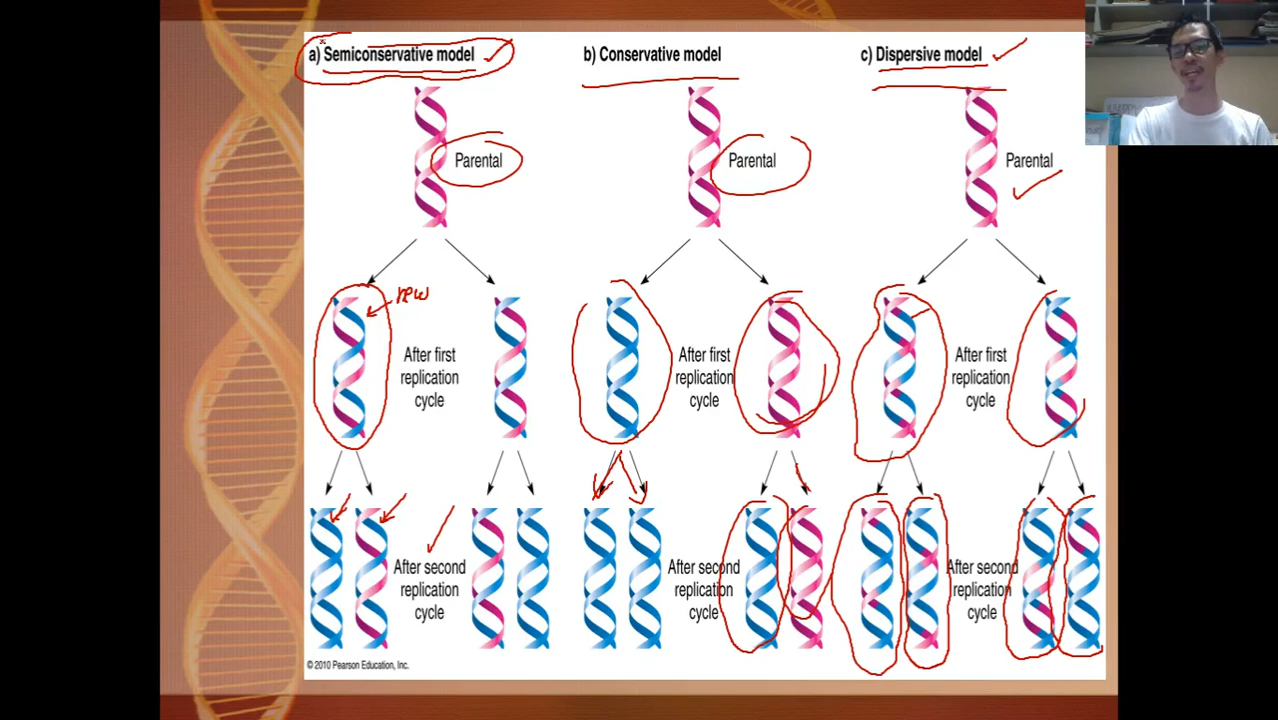 a) Semiconservative model
b) Conservative model
c) Dispersive model
Parental
Parental
Parental
new
After first
replication
cycle
After first
replication
cycle
After first
replication
cycle
After second
replication
cycle
After second
replication
cycle
After second
replication
cycle
© 2010 Pearson Education, Inc.